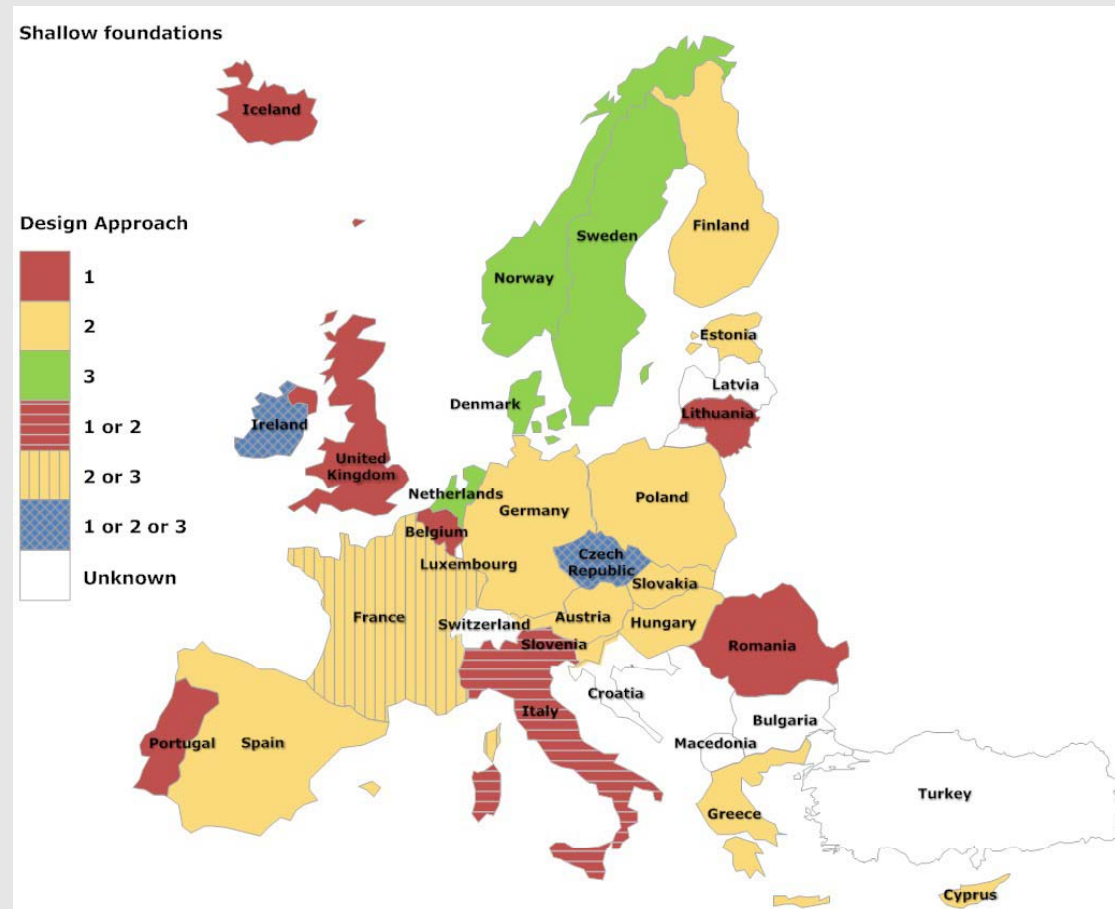 Shallow foundations
Iceland
Design Approach
1
2
3
1 or 2
2 or 3
1 or 2 or 3
Unknown
Finland
Sweden
Norway
Estonia
Latvia
Denmark
Lithuania
Ireland
United
Kingdom
Netherlands
Poland
Germany
Belgium
Czech
Republic
Luxembourg
Slovakia
France
Austria
Hungary
Switzerland
Slovenia
Romania
Croatia
Italy
Bulgaria
Portugal
Spain
Macedonia
Turkey
Greece
Cyprus